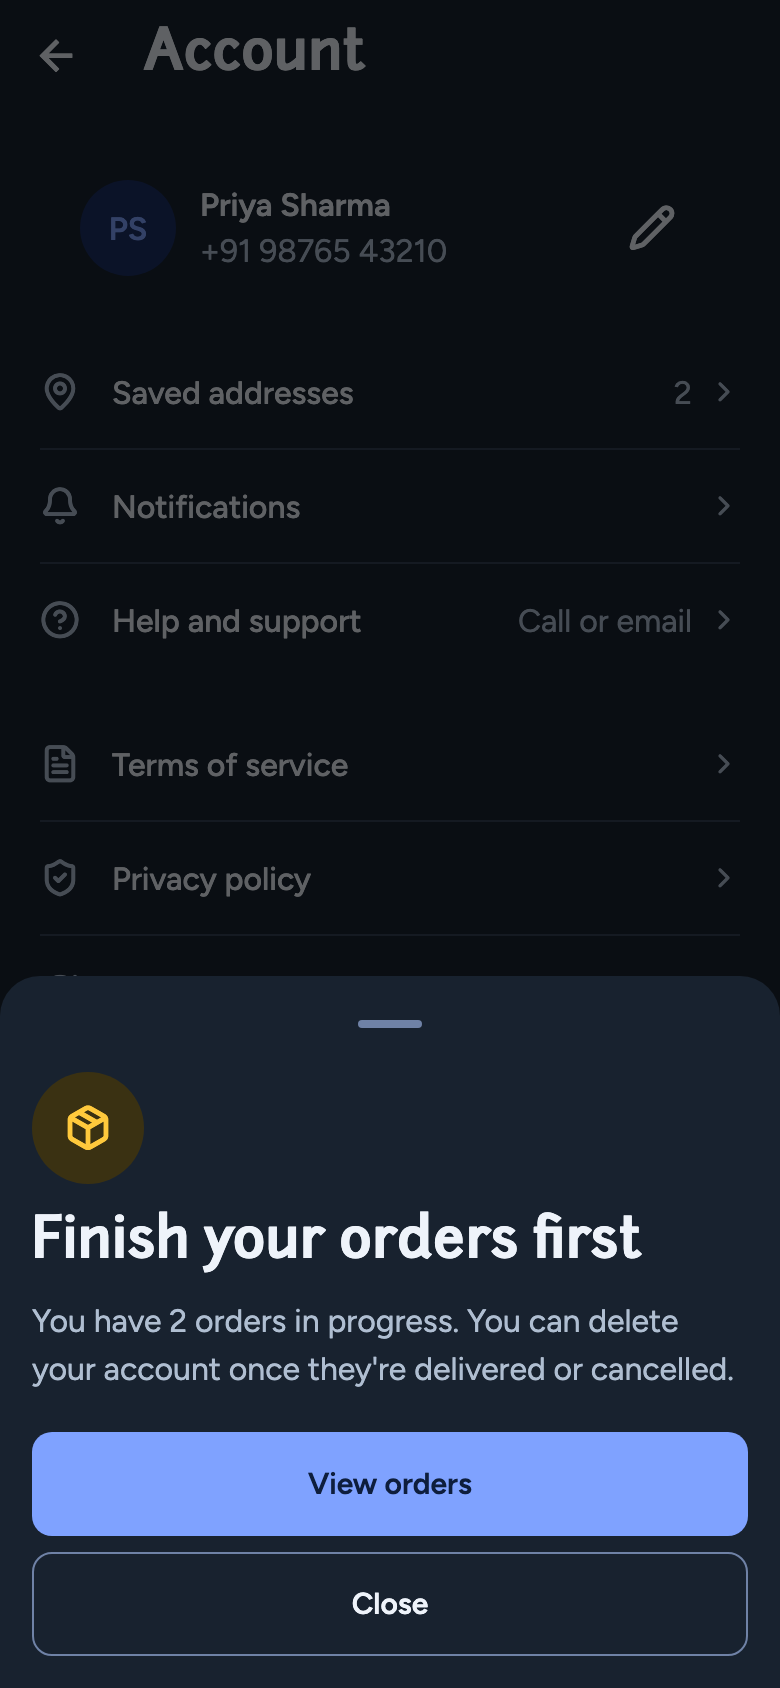 Account
PS
Priya Sharma
+91 98765 43210
Saved addresses 2
Notifications
Help and support Call or email
Terms of service
Privacy policy
Finish your orders first
You have 2 orders in progress. You can delete
your account once they're delivered or cancelled.
View orders
Close